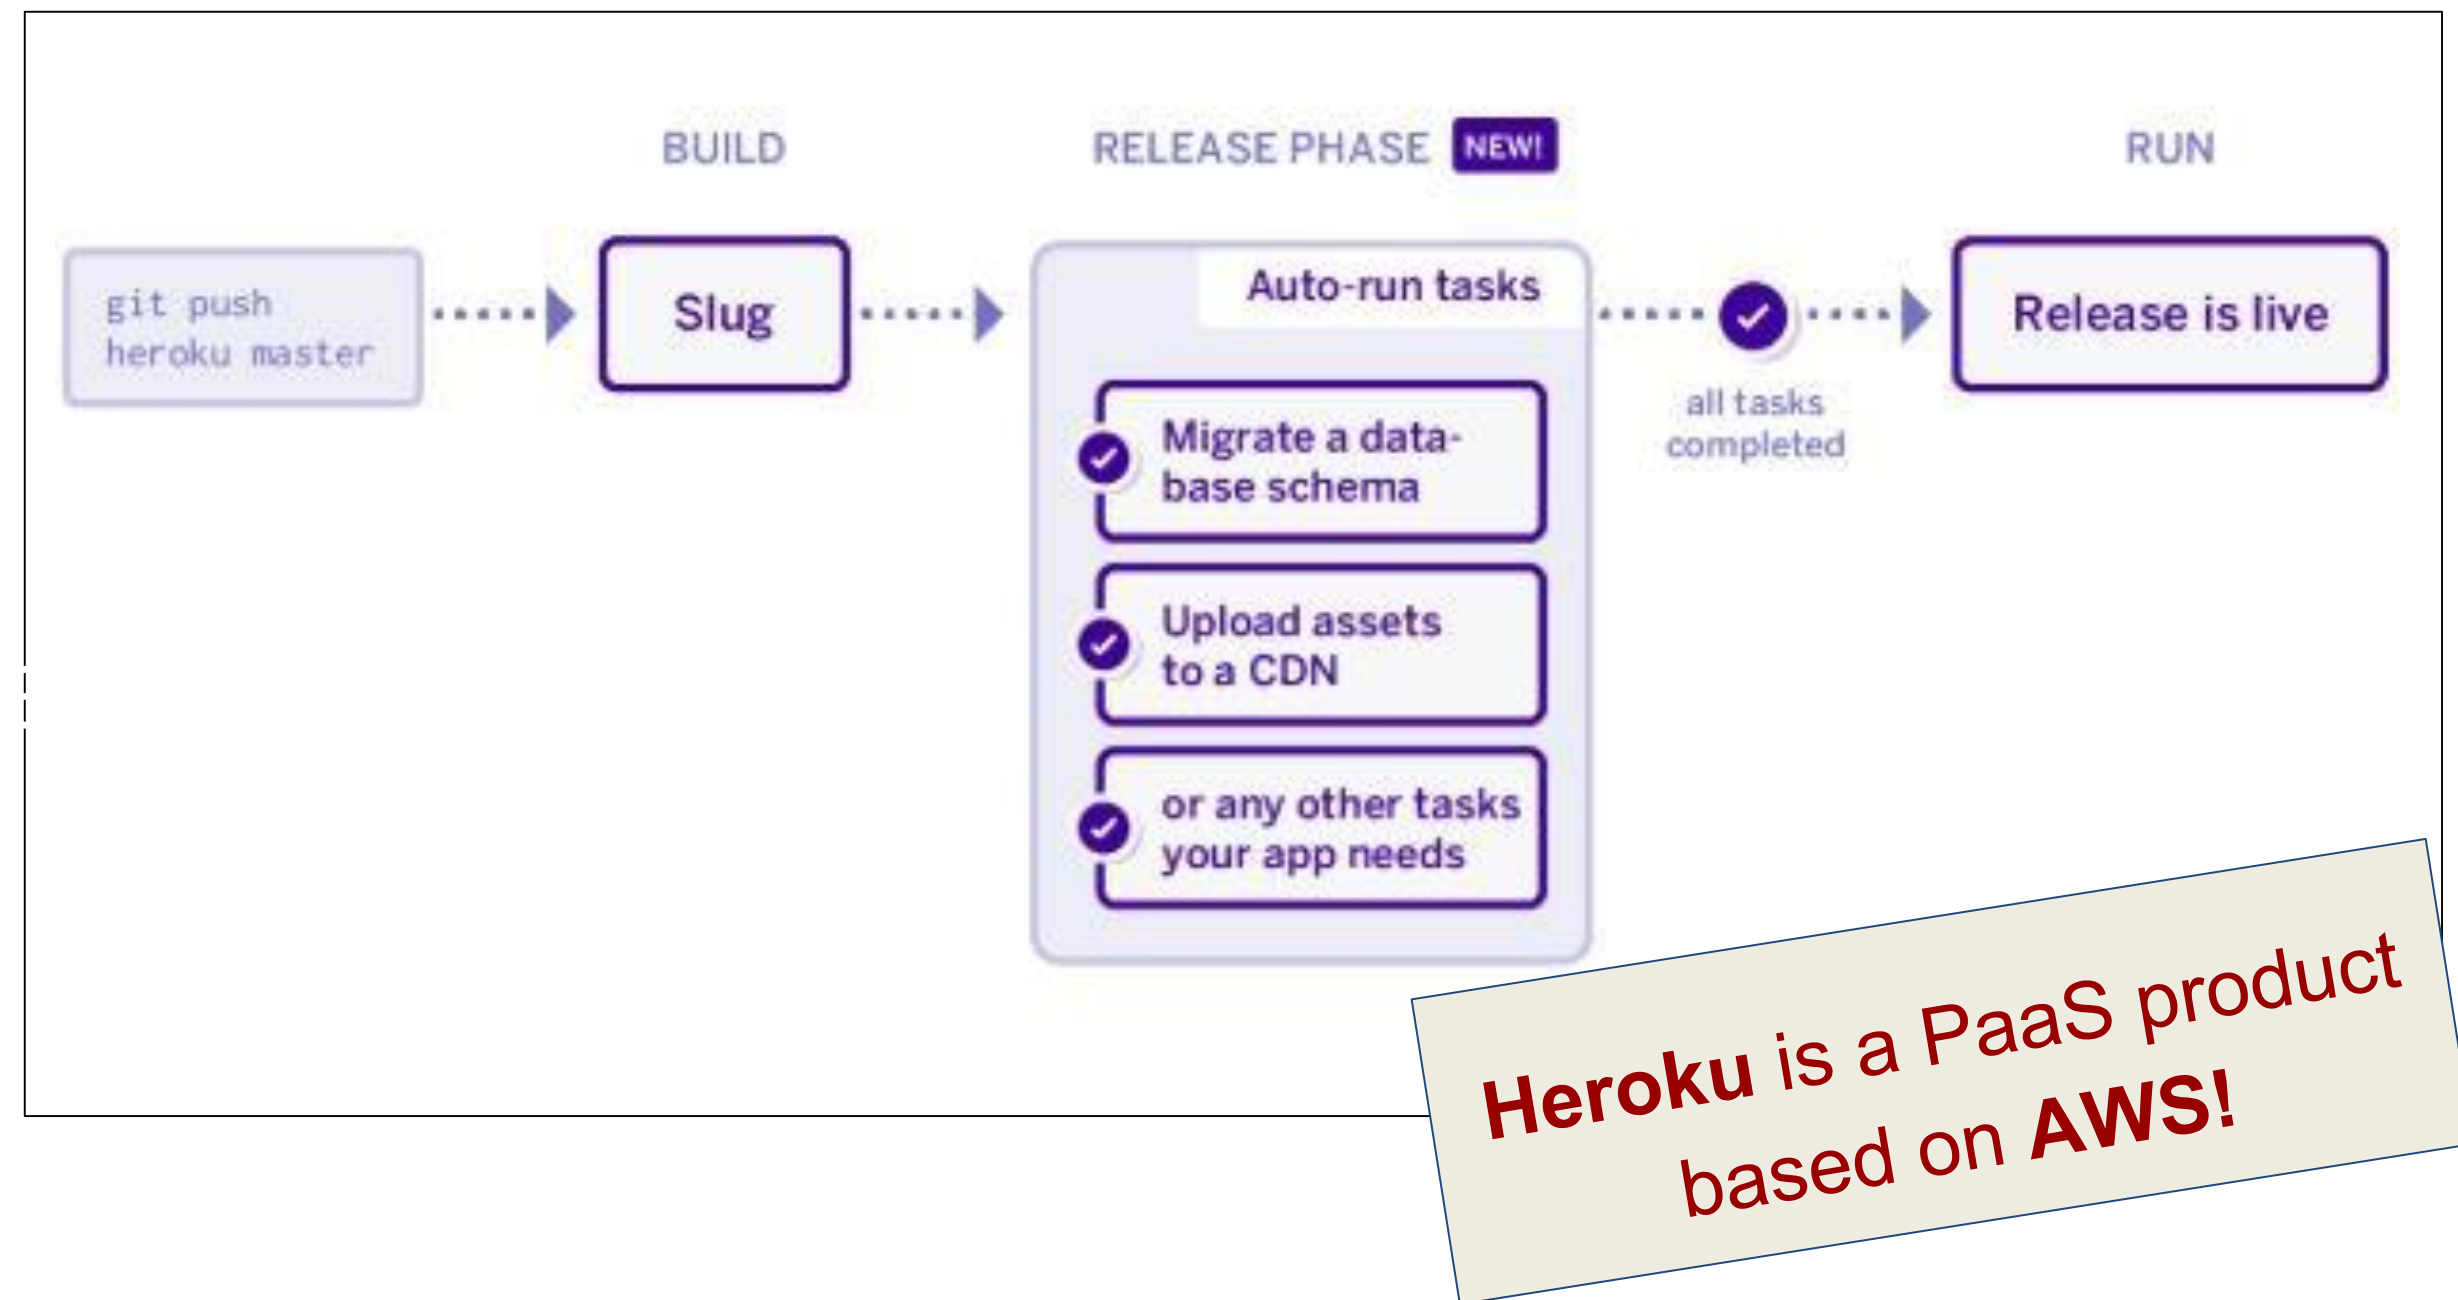 BUILD
RELEASE PHASE NEW!
RUN
git push
heroku master
Slug
Auto-run tasks
Migrate a data-
base schema
Upload assets
to a CDN
or any other tasks
your app needs
all tasks
completed
Release is live
Heroku is a PaaS product
based on AWS!